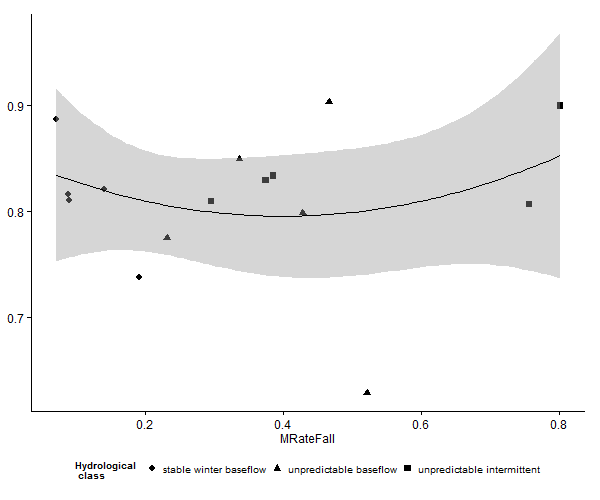 0.9
0.8
0.7
0.2 0.4 0.6 0.8
MRateFall
Hydrological
class
stable winter baseflow unpredictable baseflow unpredictable intermittent